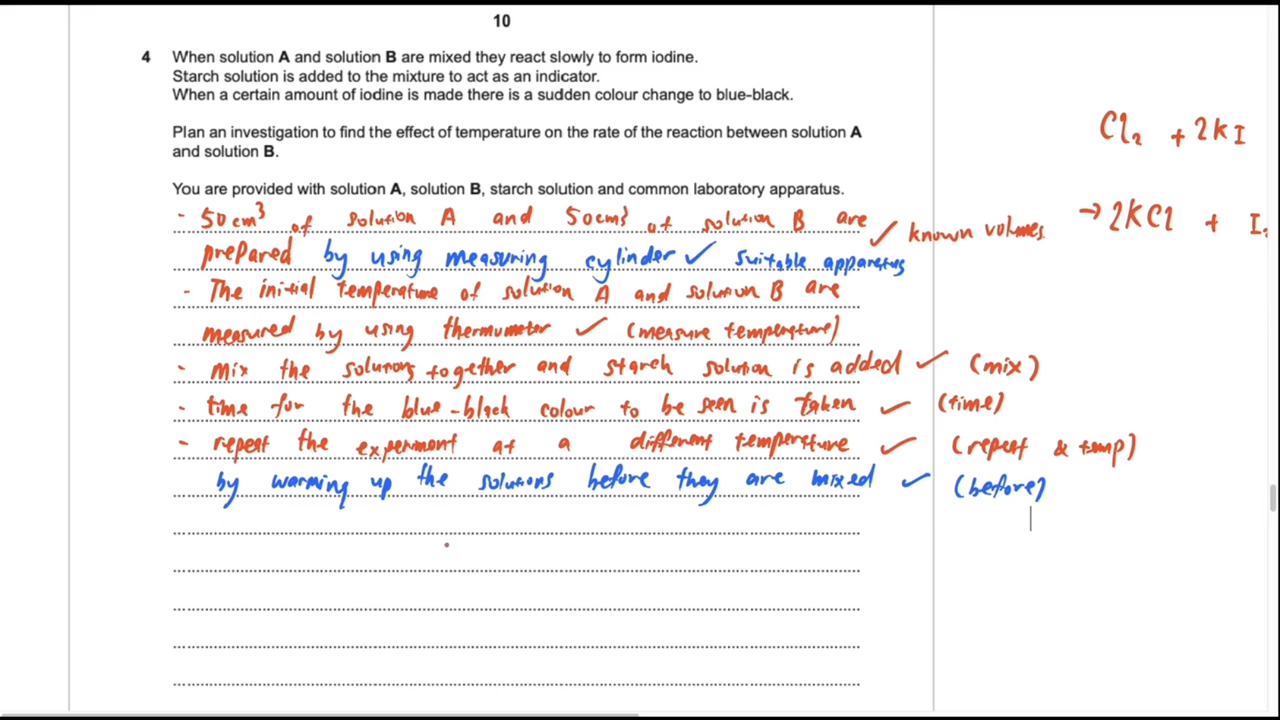 10
4 When solution A and solution B are mixed they react slowly to form iodine.
Starch solution is added to the mixture to act as an indicator.
When a certain amount of iodine is made there is a sudden colour change to blue-black.
Plan an investigation to find the effect of temperature on the rate of the reaction between solution A
and solution B.
You are provided with solution A, solution B, starch solution and common laboratory apparatus.
- 50cm³ of solution A and 50cm³ of solution B are
✓ known volumes
prepared by using measuring cylinder ✓ suitable apparatus
- The initial temperature of solution A and solution B are
measured by using thermometer ✓ (measure temperature)
- mix the solutions together and starch solution is added ✓ (mix)
- time for the blue-black colour to be seen is taken ✓ (time)
- repeat the experiment at a different temperature ✓ (repeat & temp)
by warming up the solutions before they are mixed ✓ (before)
Cl₂ + 2KI
→ 2KCl + I₂